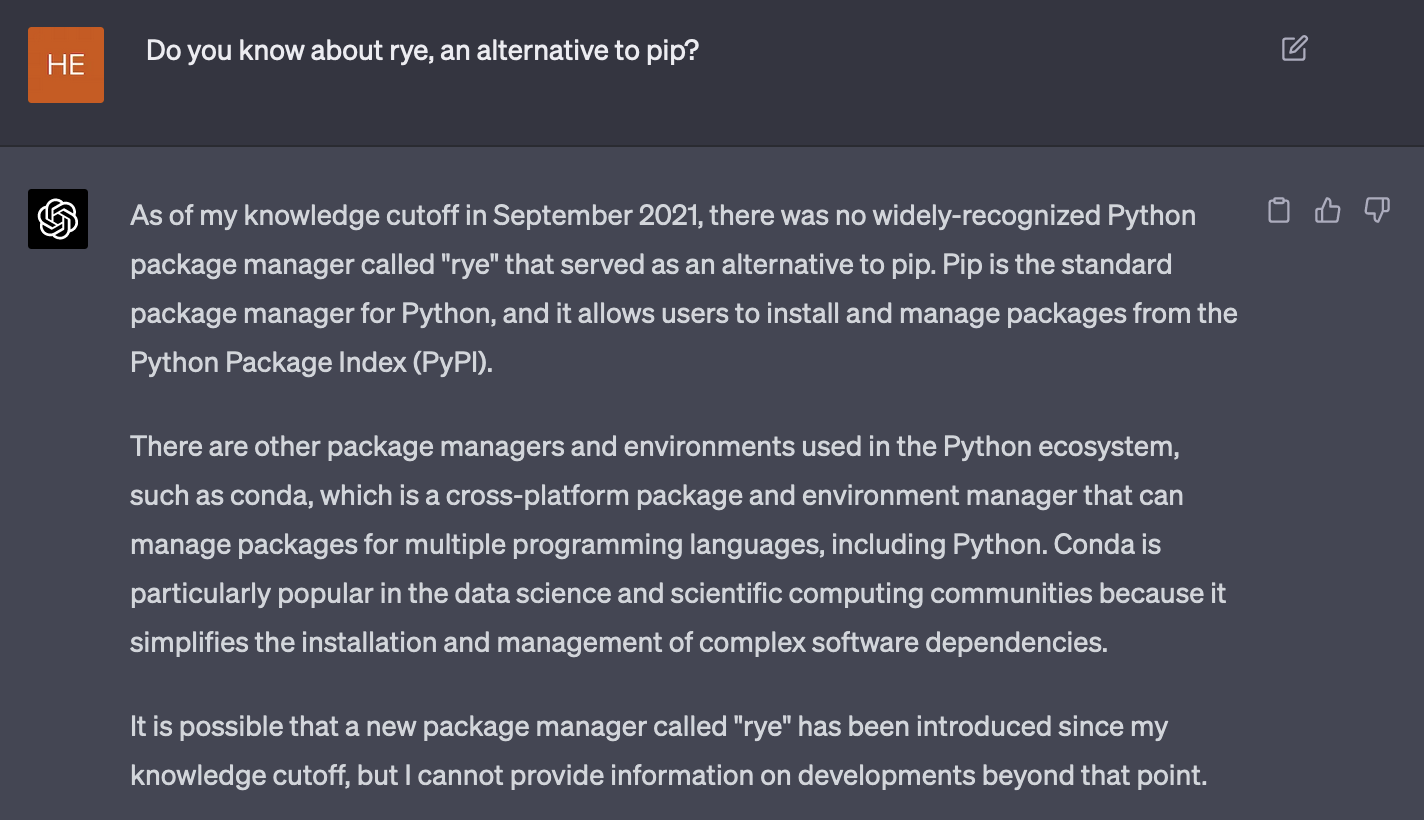 HE
Do you know about rye, an alternative to pip?
As of my knowledge cutoff in September 2021, there was no widely-recognized Python
package manager called "rye" that served as an alternative to pip. Pip is the standard
package manager for Python, and it allows users to install and manage packages from the
Python Package Index (PyPI).
There are other package managers and environments used in the Python ecosystem,
such as conda, which is a cross-platform package and environment manager that can
manage packages for multiple programming languages, including Python. Conda is
particularly popular in the data science and scientific computing communities because it
simplifies the installation and management of complex software dependencies.
It is possible that a new package manager called "rye" has been introduced since my
knowledge cutoff, but I cannot provide information on developments beyond that point.